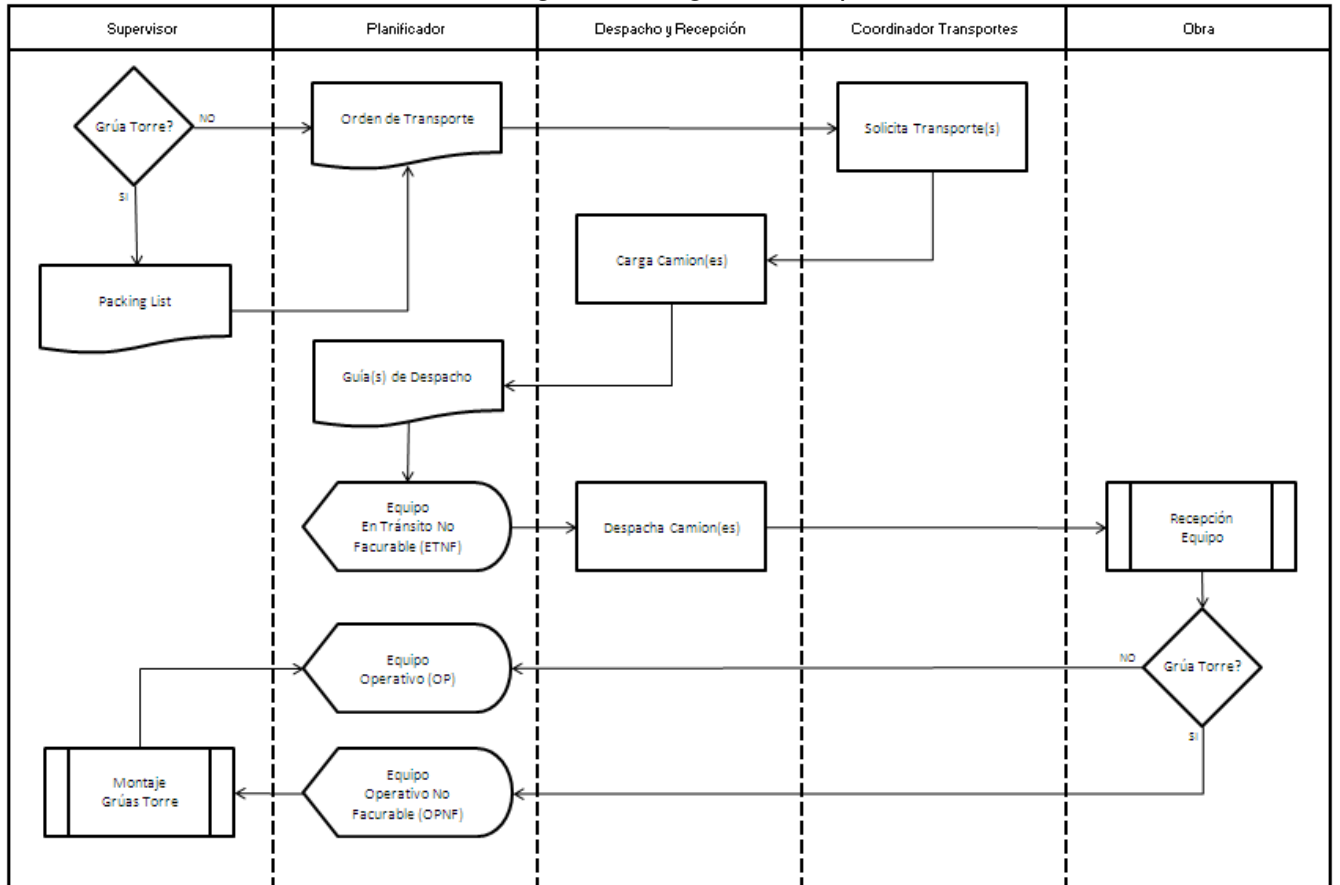 Supervisor
Planificador
Despacho y Recepción
Coordinador Transportes
Obra
Grúa Torre?
NO
SI
Orden de Transporte
Solicita Transporte(s)
Packing List
Carga Camion(es)
Guía(s) de Despacho
Equipo
En Tránsito No
Facurable (ETNF)
Despacha Camion(es)
Recepción
Equipo
Grúa Torre?
NO
SI
Equipo
Operativo (OP)
Montaje
Grúas Torre
Equipo
Operativo No
Facurable (OPNF)